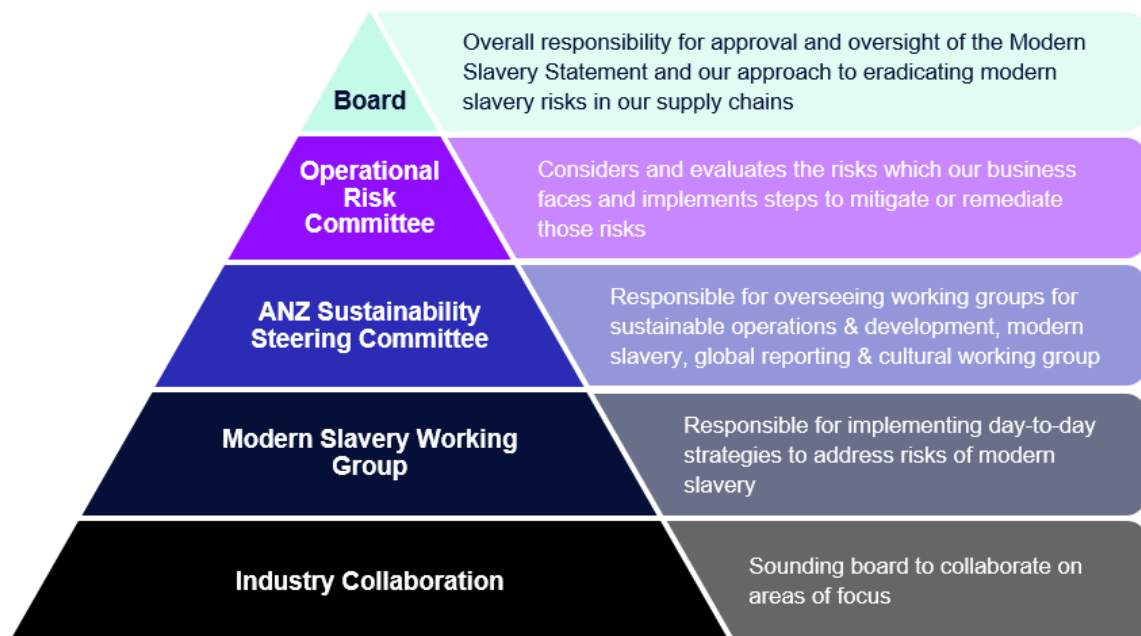 Board
Overall responsibility for approval and oversight of the Modern
Slavery Statement and our approach to eradicating modern
slavery risks in our supply chains
Operational
Risk
Committee
Considers and evaluates the risks which our business
faces and implements steps to mitigate or remediate
those risks
ANZ Sustainability
Steering Committee
Responsible for overseeing working groups for
sustainable operations & development, modern
slavery, global reporting & cultural working group
Modern Slavery Working
Group
Responsible for implementing day-to-day
strategies to address risks of modern
slavery
Industry Collaboration
Sounding board to collaborate on
areas of focus